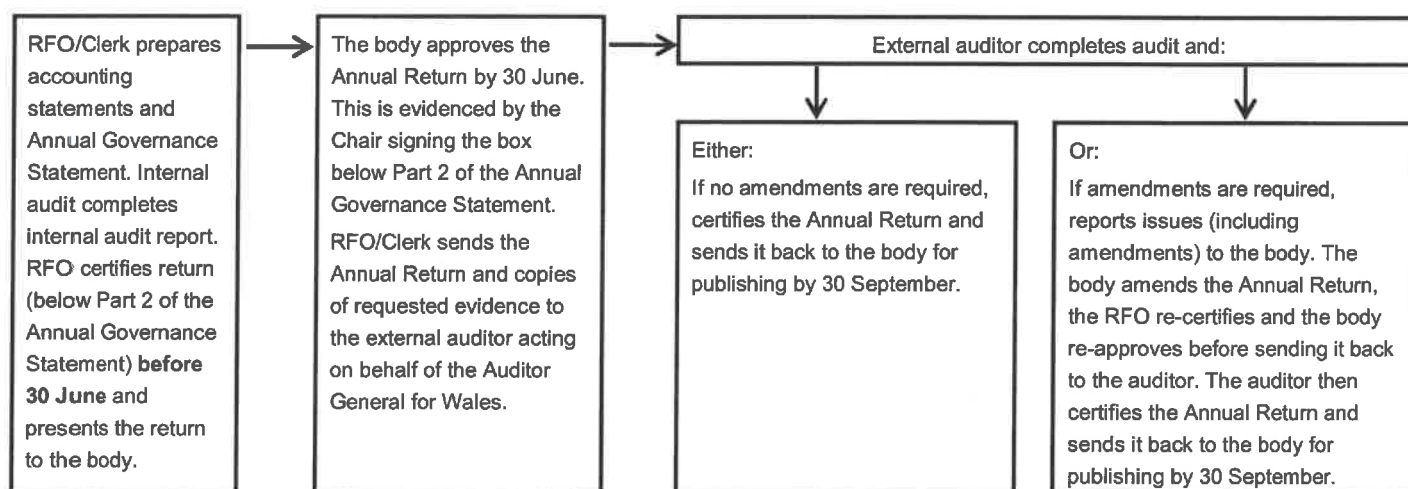 RFO/Clerk prepares
accounting
statements and
Annual Governance
Statement. Internal
audit completes
internal audit report.
RFO certifies return
(below Part 2 of the
Annual Governance
Statement) before
30 June and
presents the return
to the body.
The body approves the
Annual Return by 30 June.
This is evidenced by the
Chair signing the box
below Part 2 of the Annual
Governance Statement.
RFO/Clerk sends the
Annual Return and copies
of requested evidence to
the external auditor acting
on behalf of the Auditor
General for Wales.
External auditor completes audit and:
Either:
If no amendments are required,
certifies the Annual Return and
sends it back to the body for
publishing by 30 September.
Or:
If amendments are required,
reports issues (including
amendments) to the body. The
body amends the Annual Return,
the RFO re-certifies and the body
re-approves before sending it back
to the auditor. The auditor then
certifies the Annual Return and
sends it back to the body for
publishing by 30 September.